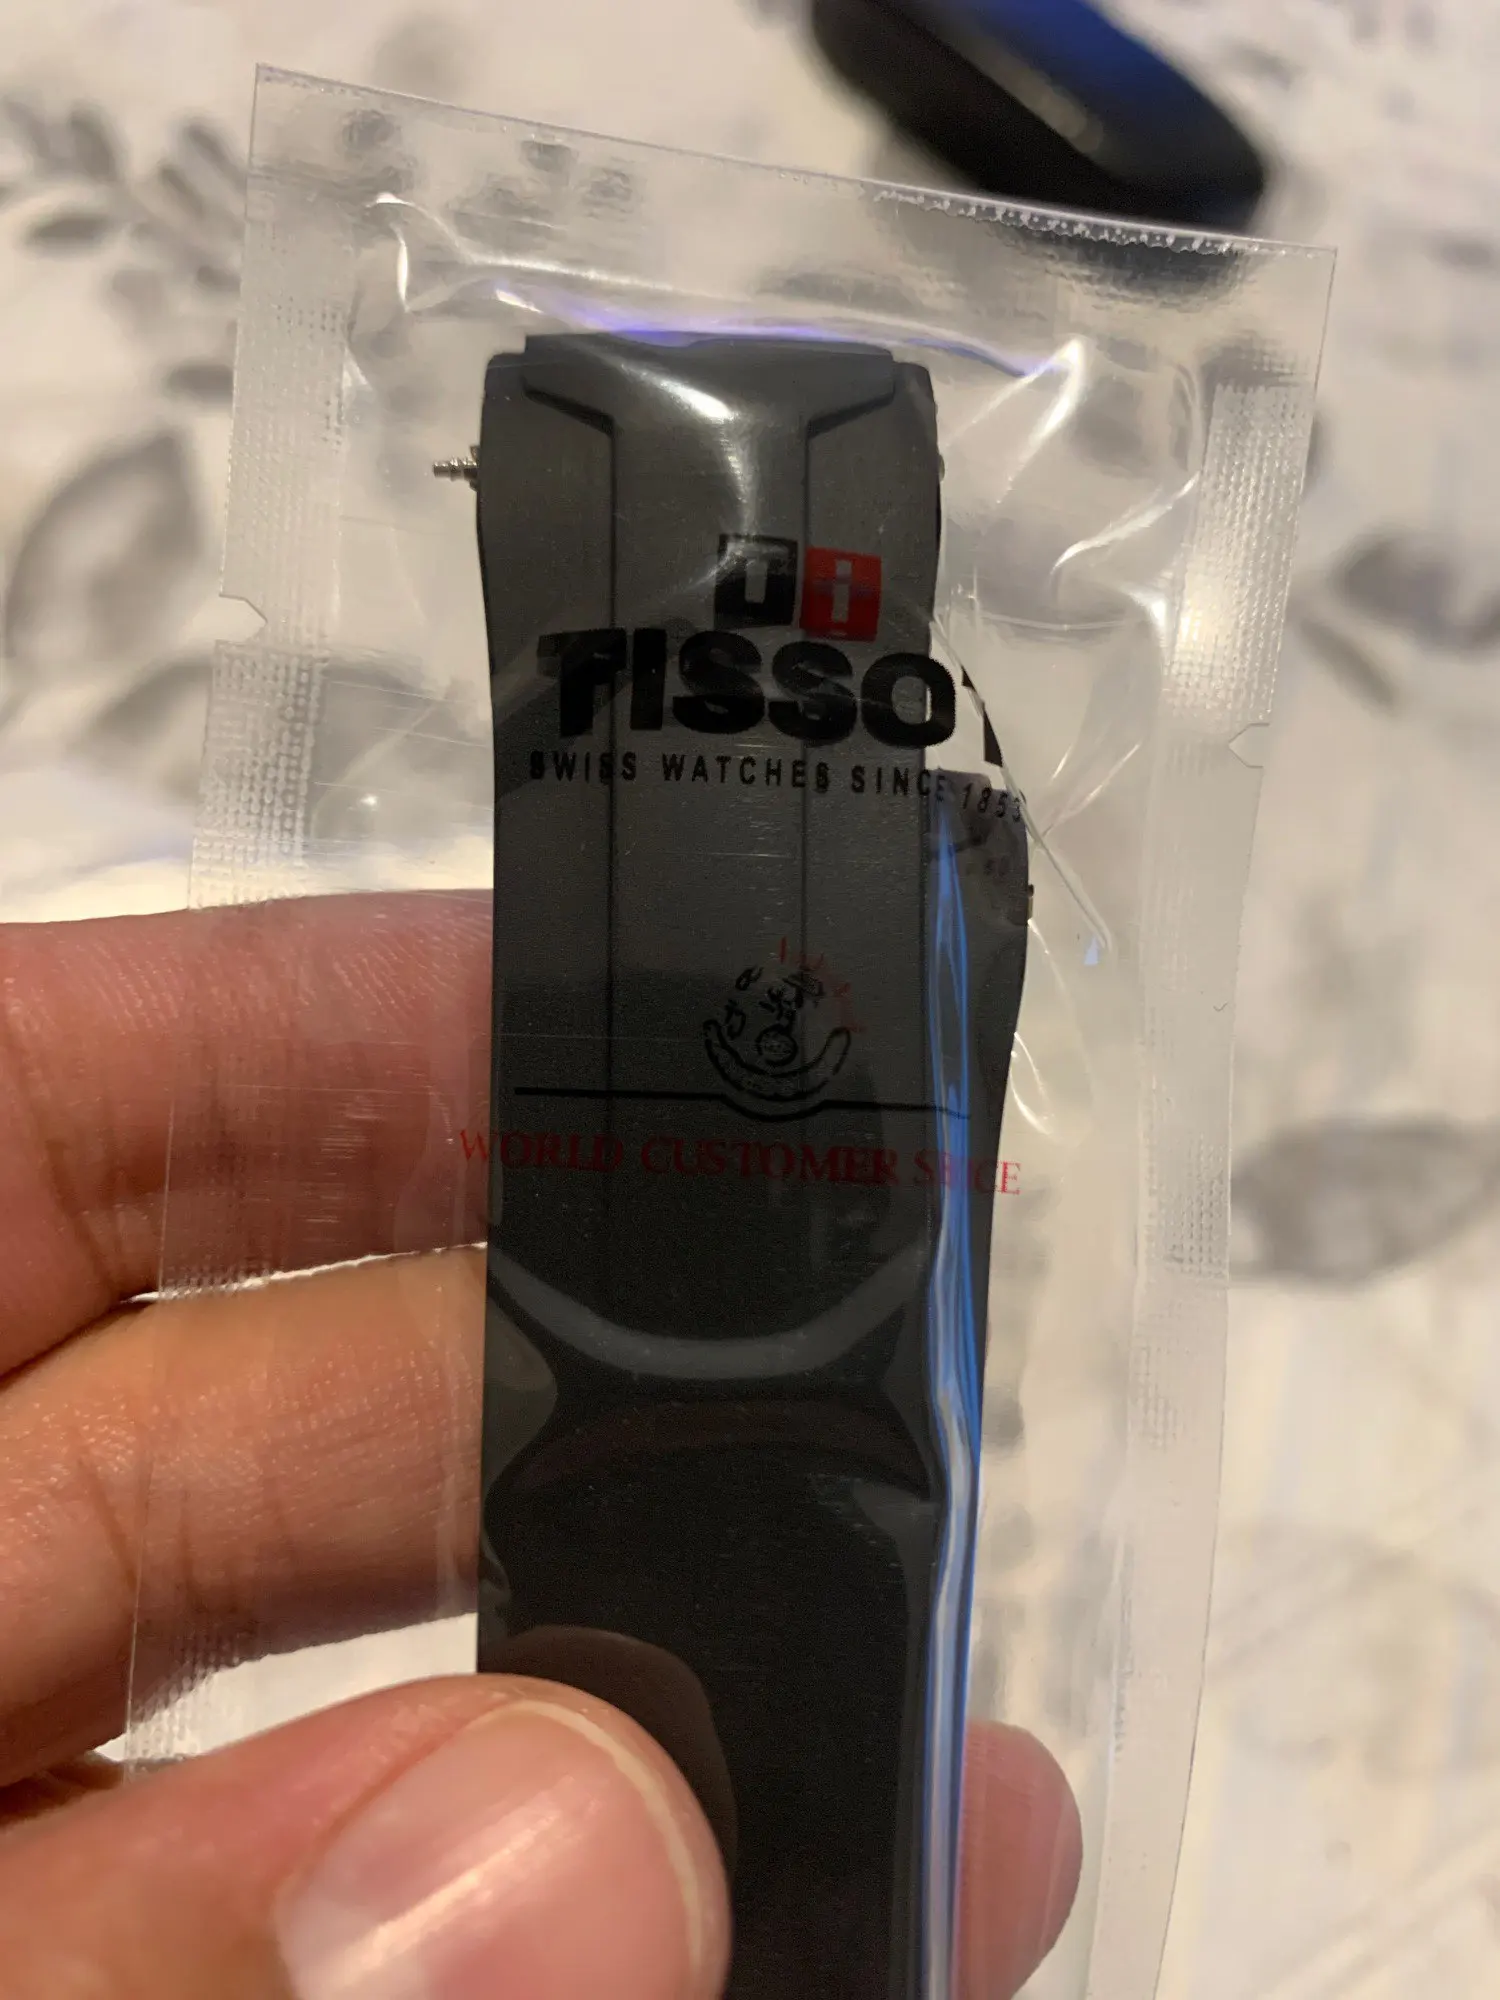 TISSOT
SWISS WATCHES SINCE 1853
WORLD CUSTOMER